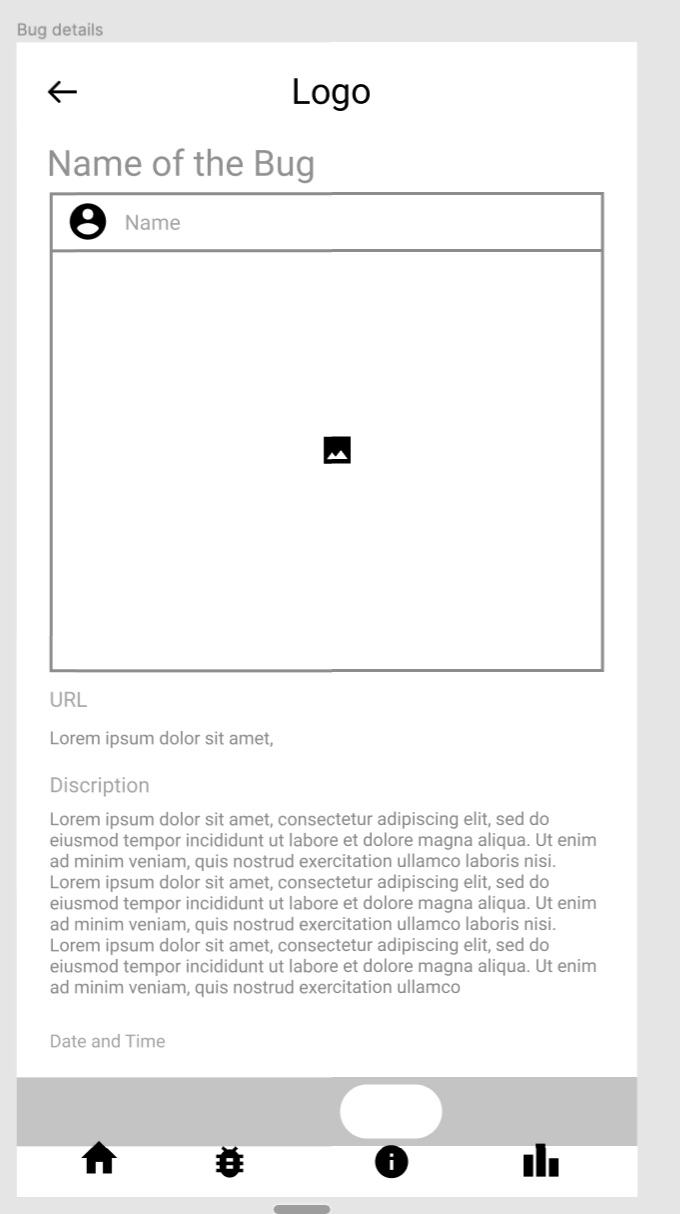 Bug details
Logo
Name of the Bug
Name
URL
Lorem ipsum dolor sit amet,
Discription
Lorem ipsum dolor sit amet, consectetur adipiscing elit, sed do
eiusmod tempor incididunt ut labore et dolore magna aliqua. Ut enim
ad minim veniam, quis nostrud exercitation ullamco laboris nisi.
Lorem ipsum dolor sit amet, consectetur adipiscing elit, sed do
eiusmod tempor incididunt ut labore et dolore magna aliqua. Ut enim
ad minim veniam, quis nostrud exercitation ullamco laboris nisi.
Lorem ipsum dolor sit amet, consectetur adipiscing elit, sed do
eiusmod tempor incididunt ut labore et dolore magna aliqua. Ut enim
ad minim veniam, quis nostrud exercitation ullamco
Date and Time